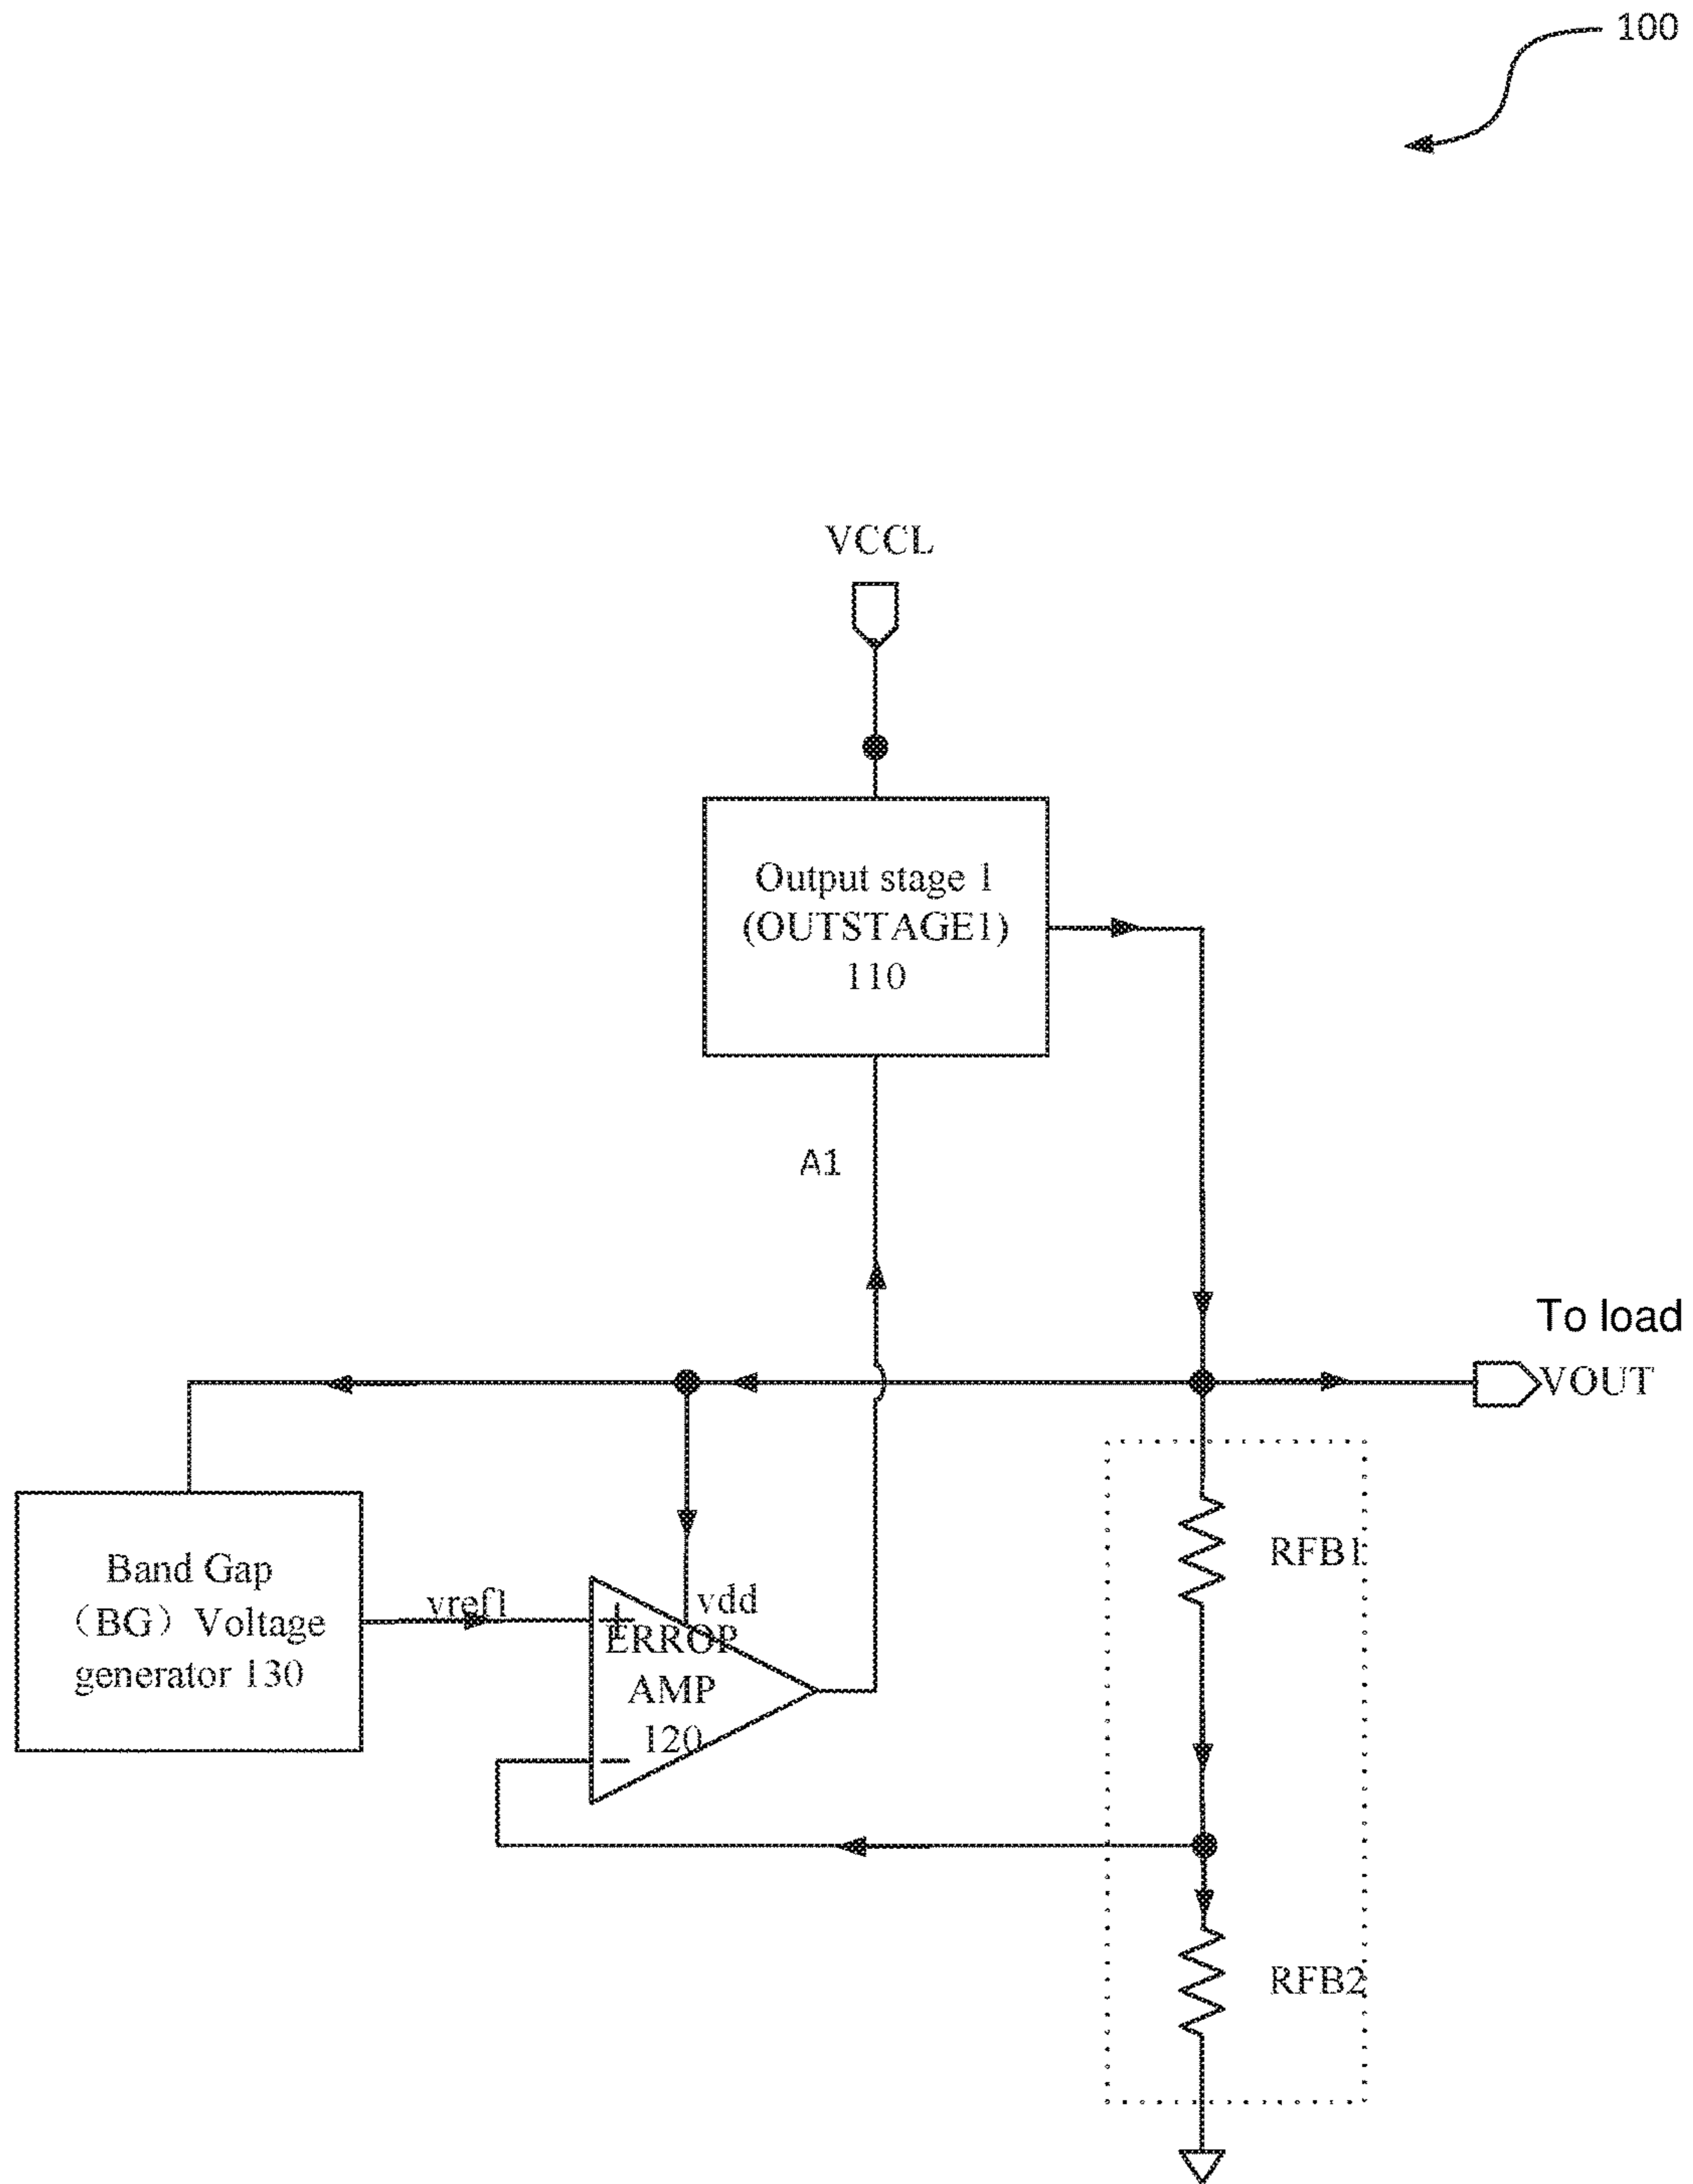 100
VCCL
Output stage 1
(OUTSTAGE1)
110
A1
To load
VOUT
Band Gap
（BG）Voltage
generator 130
vref1
vdd
+
ERROP
AMP
120
−
RFB1
RFB2